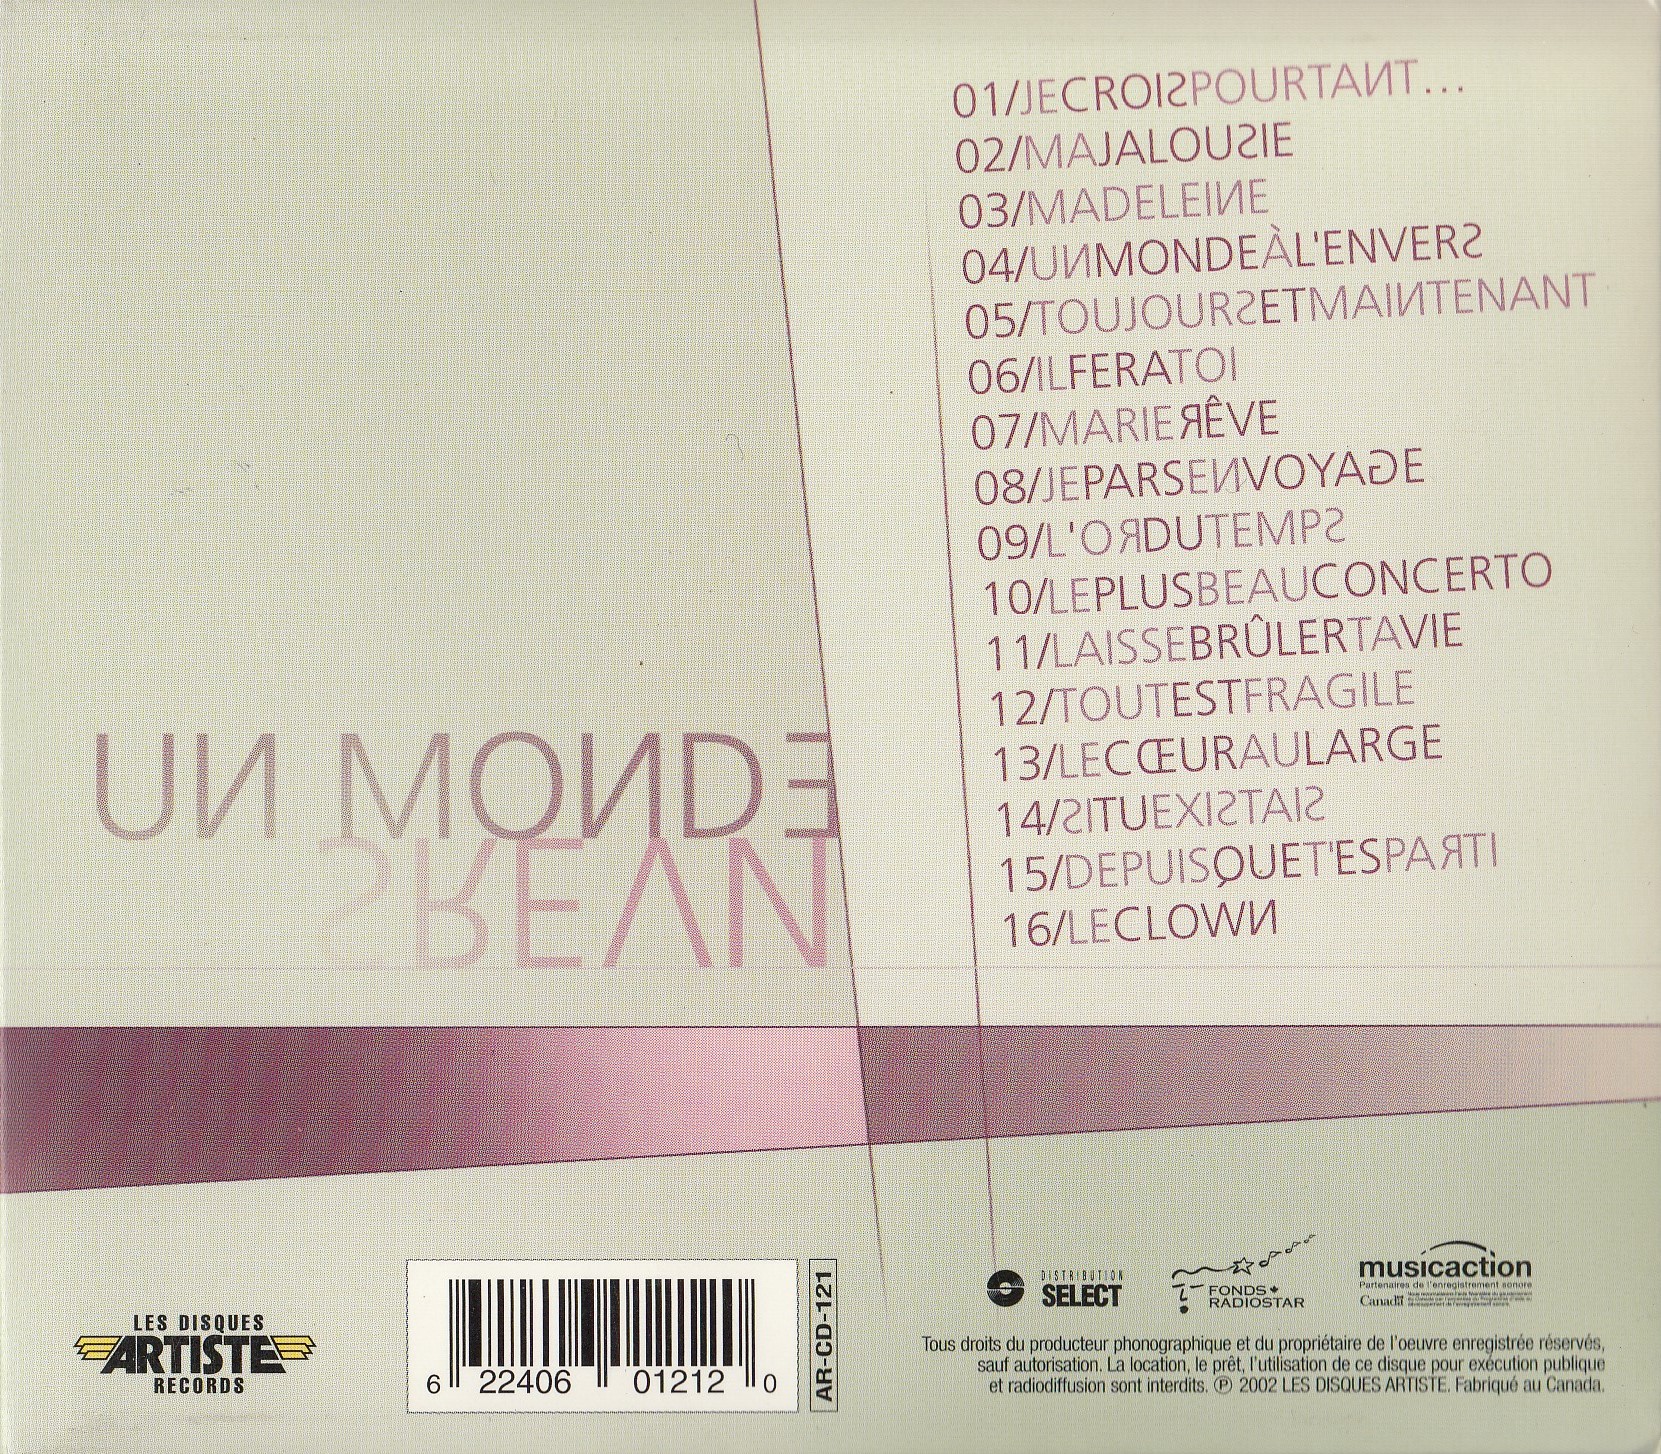 01/JECROISPOURTANT...
02/MAJALOUSIE
03/MADELEINE
04/UNMONDEÀL'ENVERS
05/TOUJOURSETMAINTENANT
06/ILFERATOI
07/MARIERÊVE
08/JEPARSENVOYAGE
09/L'ORDUTEMPS
10/LEPLUSBEAUCONCERTO
11/LAISSEBRÛLERTAVIE
12/TOUTESTFRAGILE
13/LECŒURAULARGE
14/SITUEXISTAIS
15/DEPUISQUET'ESPARTI
16/LECLOWN
UN MONDE
SREVN
LES DISQUES
ARTISTE
RECORDS
6 22406 01212 0
AR-CD-121
DISTRIBUTION
SELECT
FONDS
RADIOSTAR
musicaction
Partenaires de l'enregistrement sonore
Canada
Tous droits du producteur phonographique et du propriétaire de l'oeuvre enregistrée réservés,
sauf autorisation. La location, le prêt, l'utilisation de ce disque pour exécution publique
et radiodiffusion sont interdits. ℗ 2002 LES DISQUES ARTISTE. Fabriqué au Canada.